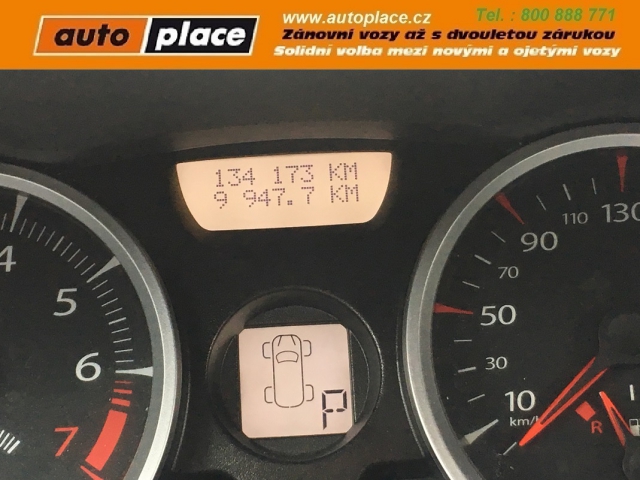 auto place
www.autoplace.cz
Tel. : 800 888 771
Zánovní vozy až s dvouletou zárukou
Solidní volba mezi novými a ojetými vozy
134 173 KM
9 947.7 KM
4
5
6
7
P
130
110
90
70
50
30
10
km/h
R